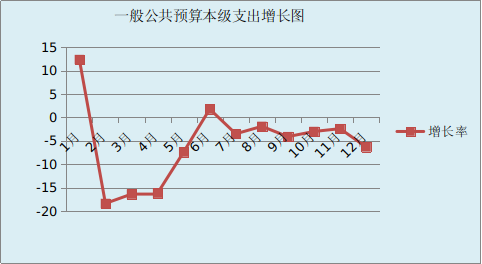 一般公共预算本级支出增长图
15
10
5
0
-5
-10
-15
-20
1月
2月
3月
4月
5月
6月
7月
8月
9月
10月
11月
12月
增长率